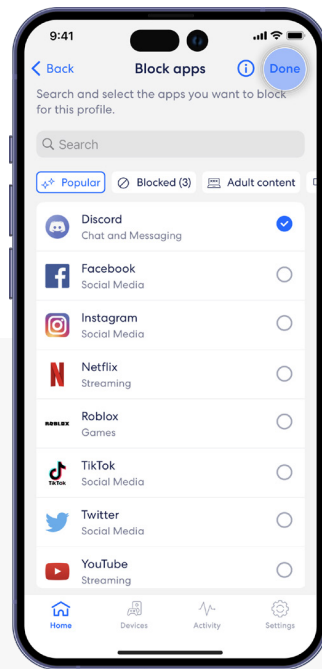 9:41
Back Block apps Done
Search and select the apps you want to block
for this profile.
Search
Popular Blocked (3) Adult content
Discord
Chat and Messaging
Facebook
Social Media
Instagram
Social Media
Netflix
Streaming
ROBLOX Roblox
Games
TikTok
TikTok
Social Media
Twitter
Social Media
YouTube
Streaming
Home Devices Activity Settings